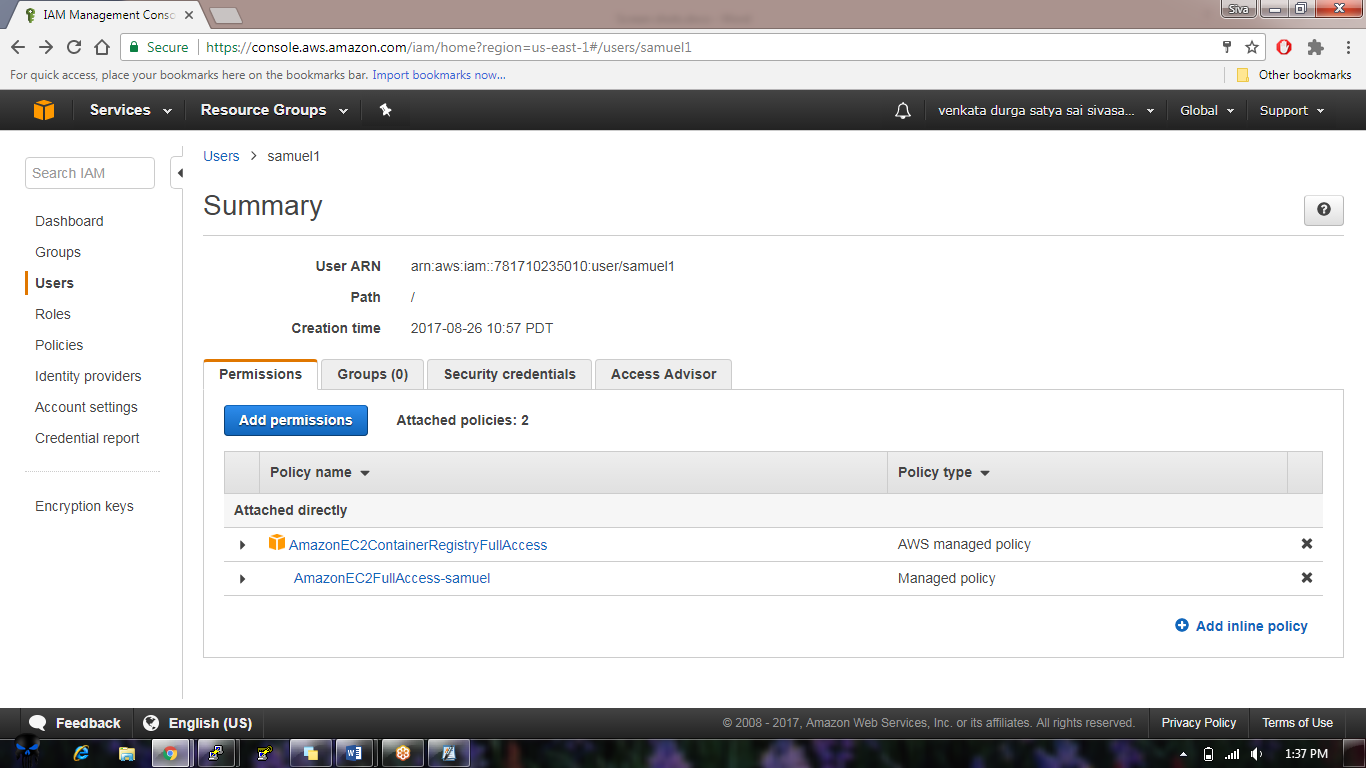 IAM Management Consc
Siva
Secure
https://console.aws.amazon.com/iam/home?region=us-east-1#/users/samuel1
For quick access, place your bookmarks here on the bookmarks bar. Import bookmarks now...
Other bookmarks
Services
Resource Groups
venkata durga satya sai sivasa...
Global
Support
Search IAM
Dashboard
Groups
Users
Roles
Policies
Identity providers
Account settings
Credential report
Encryption keys
Users > samuel1
Summary
User ARN arn:aws:iam::781710235010:user/samuel1
Path /
Creation time 2017-08-26 10:57 PDT
Permissions Groups (0) Security credentials Access Advisor
Add permissions Attached policies: 2
Policy name Policy type
Attached directly
AmazonEC2ContainerRegistryFullAccess AWS managed policy
AmazonEC2FullAccess-samuel Managed policy
Add inline policy
Feedback English (US) © 2008 - 2017, Amazon Web Services, Inc. or its affiliates. All rights reserved. Privacy Policy Terms of Use
1:37 PM